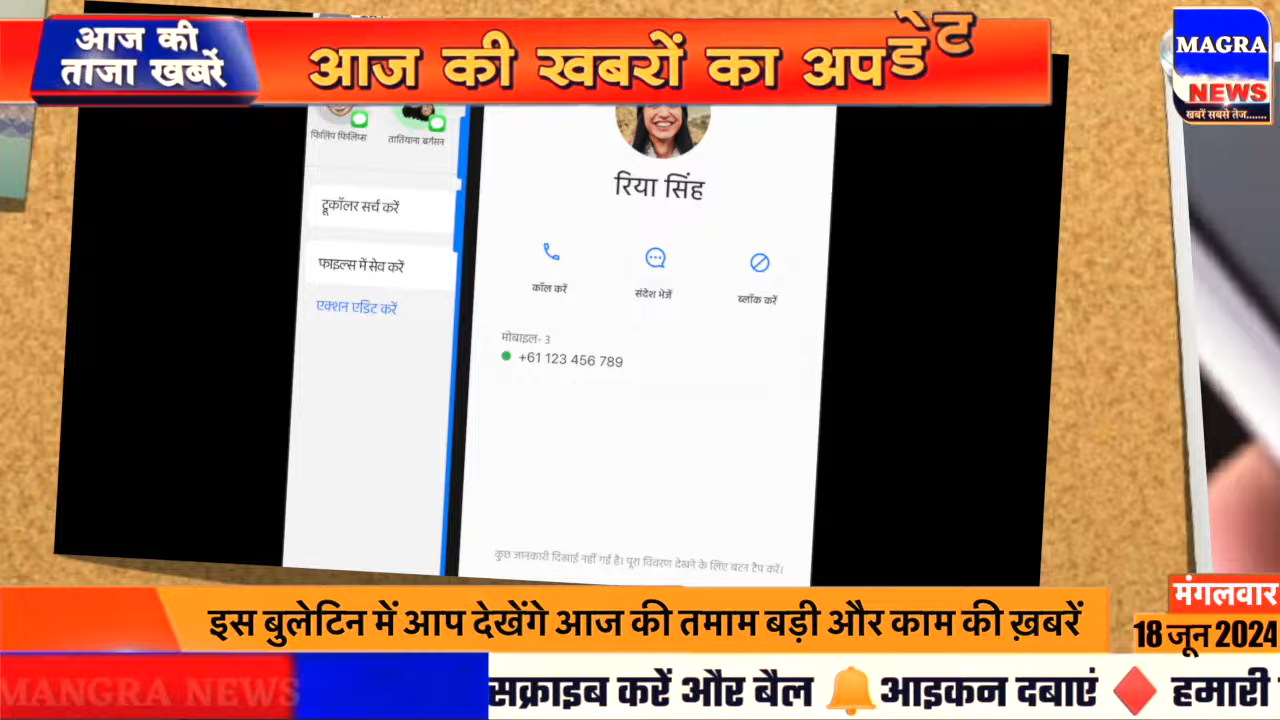 आज की
ताजा खबरें
आज की खबरों का अपडेट
MAGRA
NEWS
खबरें सबसे तेज.......
फिलिप फिलिप्स
तातियाना बर्गसन
ट्रूकॉलर सर्च करें
फाइल्स में सेव करें
एक्शन एडिट करें
रिया सिंह
कॉल करें
संदेश भेजें
ब्लॉक करें
मोबाइल- 3
+61 123 456 789
कुछ जानकारी दिखाई नहीं गई है। पूरा विवरण देखने के लिए बटन टैप करें।
इस बुलेटिन में आप देखेंगे आज की तमाम बड़ी और काम की ख़बरें
मंगलवार
18 जून 2024
MANGRA NEWS
सक्राइब करें और बैल 🔔 आइकन दबाएं ♦ हमारी